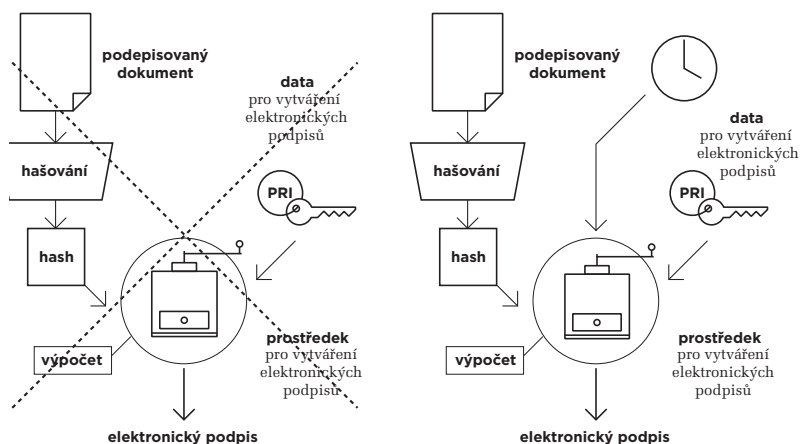 podepisovaný
dokument
data
pro vytváření
elektronických
podpisů
hašování
PRI
hash
prostředek
pro vytváření
elektronických
podpisů
výpočet
elektronický podpis
podepisovaný
dokument
data
pro vytváření
elektronických
podpisů
hašování
PRI
hash
prostředek
pro vytváření
elektronických
podpisů
výpočet
elektronický podpis